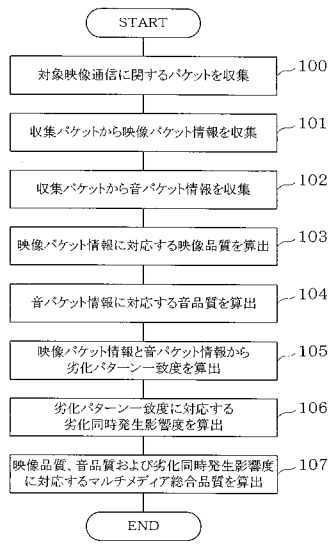 START
対象映像通信に関するパケットを収集
100
収集パケットから映像パケット情報を収集
101
収集パケットから音パケット情報を収集
102
映像パケット情報に対応する映像品質を算出
103
音パケット情報に対応する音品質を算出
104
映像パケット情報と音パケット情報から
劣化パターン一致度を算出
105
劣化パターン一致度に対応する
劣化同時発生影響度を算出
106
映像品質、音品質および劣化同時発生影響度
に対応するマルチメディア総合品質を算出
107
END